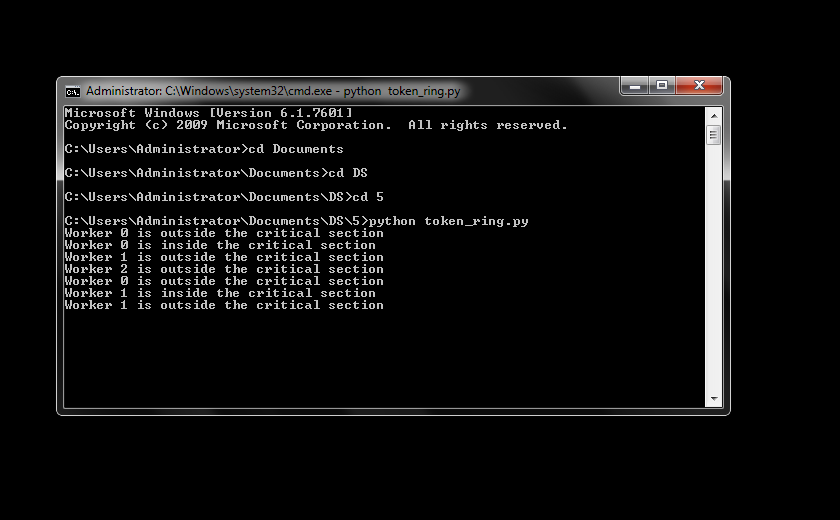 Administrator: C:\Windows\system32\cmd.exe - python  token_ring.py
Microsoft Windows [Version 6.1.7601]
Copyright (c) 2009 Microsoft Corporation.  All rights reserved.
C:\Users\Administrator>cd Documents
C:\Users\Administrator\Documents>cd DS
C:\Users\Administrator\Documents\DS>cd 5
C:\Users\Administrator\Documents\DS\5>python token_ring.py
Worker 0 is outside the critical section
Worker 0 is inside the critical section
Worker 1 is outside the critical section
Worker 2 is outside the critical section
Worker 0 is outside the critical section
Worker 1 is inside the critical section
Worker 1 is outside the critical section